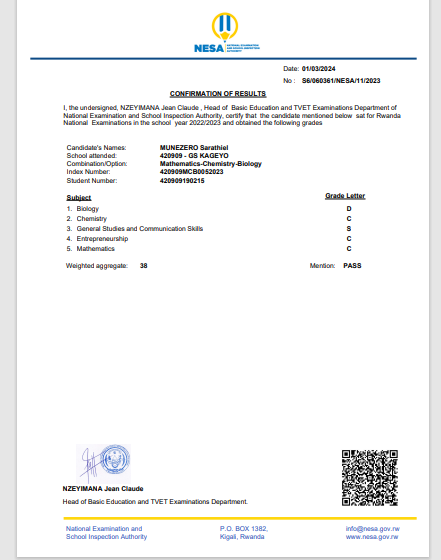 NESA
NATIONAL EXAMINATION
AND SCHOOL INSPECTION
AUTHORITY
Date: 01/03/2024
No : S6/060361/NESA/11/2023
CONFIRMATION OF RESULTS
I, the undersigned, NZEYIMANA Jean Claude , Head of Basic Education and TVET Examinations Department of
National Examination and School Inspection Authority, certify that the candidate mentioned below sat for Rwanda
National Examinations in the school year 2022/2023 and obtained the following grades
Candidate's Names: MUNEZERO Sarathiel
School attended: 420909 - GS KAGEYO
Combination/Option: Mathematics-Chemistry-Biology
Index Number: 420909MCB0052023
Student Number: 420909190215
Subject Grade Letter
1. Biology D
2. Chemistry C
3. General Studies and Communication Skills S
4. Entrepreneurship C
5. Mathematics C
Weighted aggregate: 38 Mention: PASS
NZEYIMANA Jean Claude
Head of Basic Education and TVET Examinations Department.
National Examination and P.O. BOX 1382, info@nesa.gov.rw
School Inspection Authority Kigali, Rwanda www.nesa.gov.rw